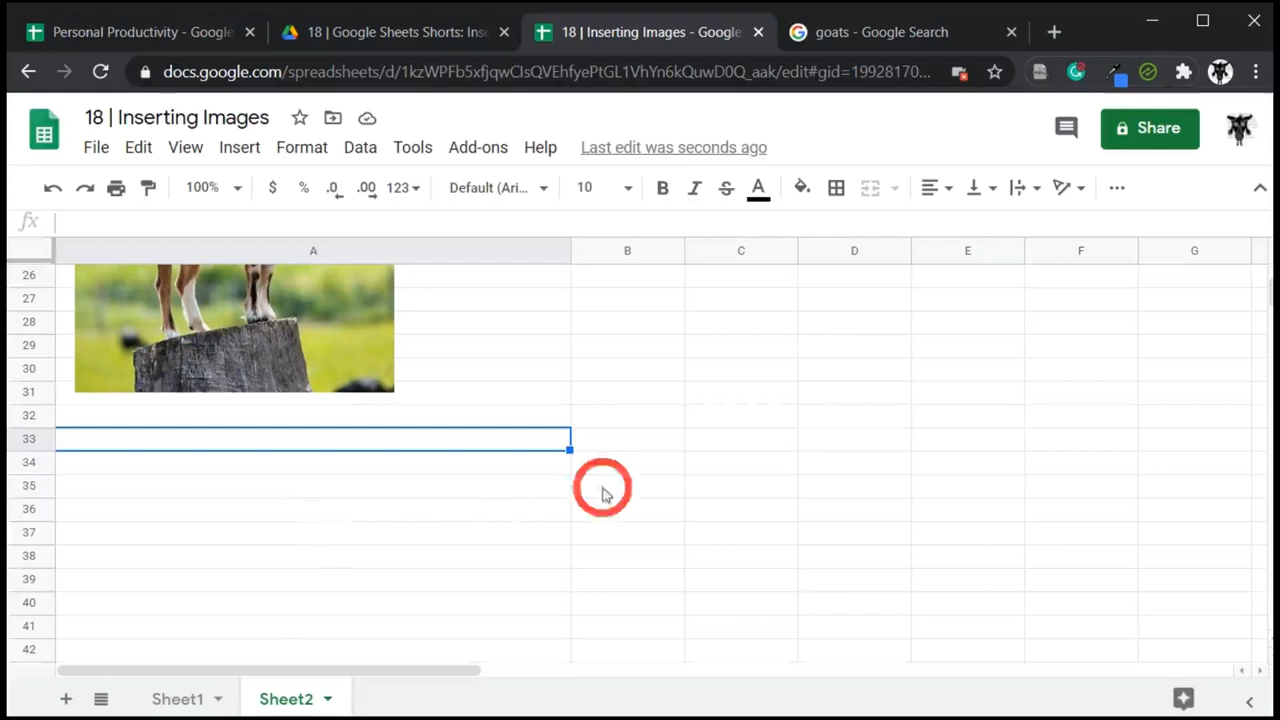 Personal Productivity - Google
18 | Google Sheets Shorts: Inse
18 | Inserting Images - Google
goats - Google Search
docs.google.com/spreadsheets/d/1kzWPFb5xfjqwCIsQVEhfyePtGL1VhYn6kQuwD0Q_aak/edit#gid=19928170...
18 | Inserting Images
Share
File Edit View Insert Format Data Tools Add-ons Help Last edit was seconds ago
100% $ % .0 .00 123 Default (Ari... 10 B I S A
fx
A B C D E F G
26
27
28
29
30
31
32
33
34
35
36
37
38
39
40
41
42
Sheet1 Sheet2